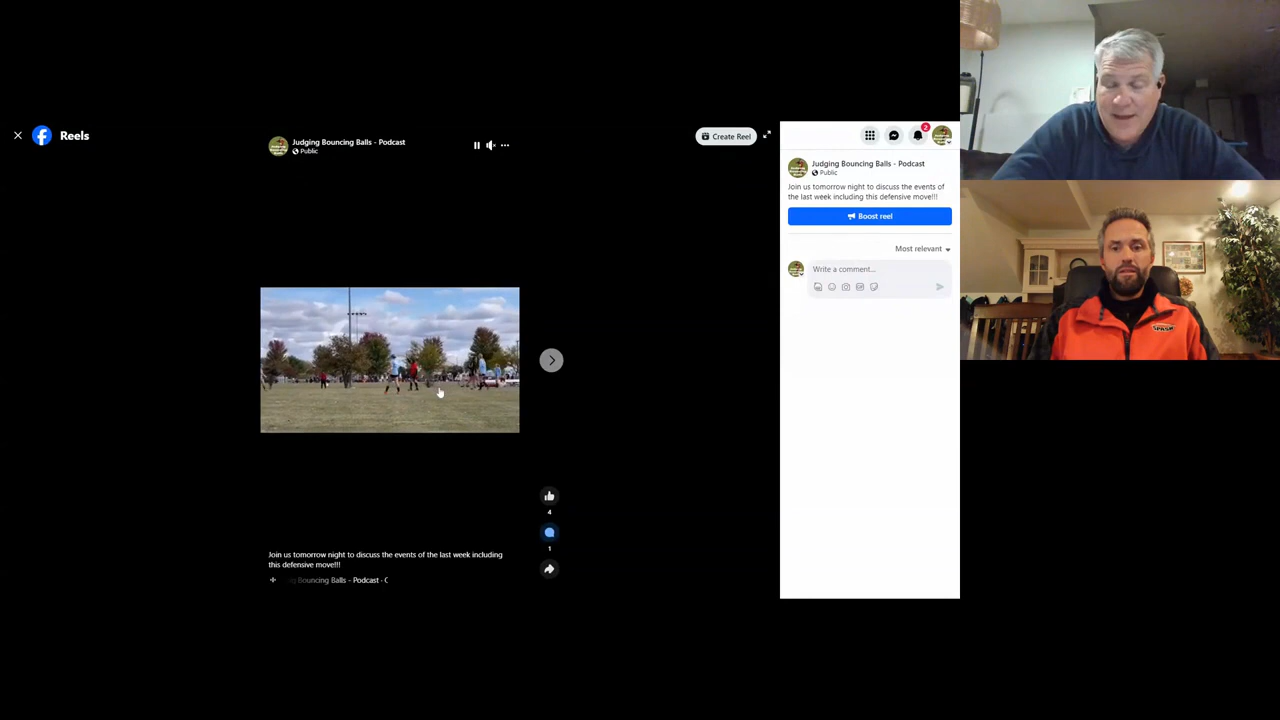 Reels
Judging Bouncing Balls - Podcast
Public
Create Reel
2
Judging Bouncing Balls - Podcast
Public
Join us tomorrow night to discuss the events of
the last week including this defensive move!!!
Boost reel
Most relevant
Write a comment...
4
1
Join us tomorrow night to discuss the events of the last week including
this defensive move!!!
Bouncing Balls - Podcast ·
SPASH